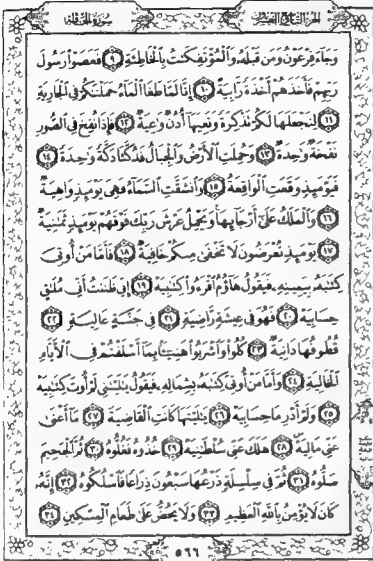 سورة الحاقة
الجزء التاسع والعشرون
وَجَآءَ فِرْعَوْنُ وَمَن قَبْلَهُۥ وَٱلْمُؤْتَفِكَٰتُ بِٱلْخَاطِئَةِ ٩ فَعَصَوْا۟ رَسُولَ
رَبِّهِمْ فَأَخَذَهُمْ أَخْذَةً رَّابِيَةً ١٠ إِنَّا لَمَّا طَغَا ٱلْمَآءُ حَمَلْنَٰكُمْ فِى ٱلْجَارِيَةِ
١١ لِنَجْعَلَهَا لَكُمْ تَذْكِرَةً وَتَعِيَهَآ أُذُنٌ وَٰعِيَةٌ ١٢ فَإِذَا نُفِخَ فِى ٱلصُّورِ
نَفْخَةٌ وَٰحِدَةٌ ١٣ وَحُمِلَتِ ٱلْأَرْضُ وَٱلْجِبَالُ فَدُكَّتَا دَكَّةً وَٰحِدَةً ١٤
فَيَوْمَئِذٍ وَقَعَتِ ٱلْوَاقِعَةُ ١٥ وَٱنشَقَّتِ ٱلسَّمَآءُ فَهِىَ يَوْمَئِذٍ وَاهِيَةٌ
١٦ وَٱلْمَلَكُ عَلَىٰٓ أَرْجَآئِهَا وَيَحْمِلُ عَرْشَ رَبِّكَ فَوْقَهُمْ يَوْمَئِذٍ ثَمَٰنِيَةٌ
١٧ يَوْمَئِذٍ تُعْرَضُونَ لَا تَخْفَىٰ مِنكُمْ خَافِيَةٌ ١٨ فَأَمَّا مَنْ أُوتِىَ
كِتَٰبَهُۥ بِيَمِينِهِۦ فَيَقُولُ هَآؤُمُ ٱقْرَءُوا۟ كِتَٰبِيَهْ ١٩ إِنِّى ظَنَنتُ أَنِّى مُلَٰقٍ
حِسَابِيَهْ ٢٠ فَهُوَ فِى عِيشَةٍ رَّاضِيَةٍ ٢١ فِى جَنَّةٍ عَالِيَةٍ ٢٢
قُطُوفُهَا دَانِيَةٌ ٢٣ كُلُوا۟ وَٱشْرَبُوا۟ هَنِيٓـًٔۢا بِمَآ أَسْلَفْتُمْ فِى ٱلْأَيَّامِ
ٱلْخَالِيَةِ ٢٤ وَأَمَّا مَنْ أُوتِىَ كِتَٰبَهُۥ بِشِمَالِهِۦ فَيَقُولُ يَٰلَيْتَنِى لَمْ أُوتَ كِتَٰبِيَهْ
٢٥ وَلَمْ أَدْرِ مَا حِسَابِيَهْ ٢٦ يَٰلَيْتَهَا كَانَتِ ٱلْقَاضِيَةَ ٢٧ مَآ أَغْنَىٰ
عَنِّى مَالِيَهْ ٢٨ هَلَكَ عَنِّى سُلْطَٰنِيَهْ ٢٩ خُذُوهُ فَغُلُّوهُ ٣٠ ثُمَّ ٱلْجَحِيمَ
صَلُّوهُ ٣١ ثُمَّ فِى سِلْسِلَةٍ ذَرْعُهَا سَبْعُونَ ذِرَاعًا فَٱسْلُكُوهُ ٣٢ إِنَّهُۥ
كَانَ لَا يُؤْمِنُ بِٱللَّهِ ٱلْعَظِيمِ ٣٣ وَلَا يَحُضُّ عَلَىٰ طَعَامِ ٱلْمِسْكِينِ ٣٤
٥٦٦